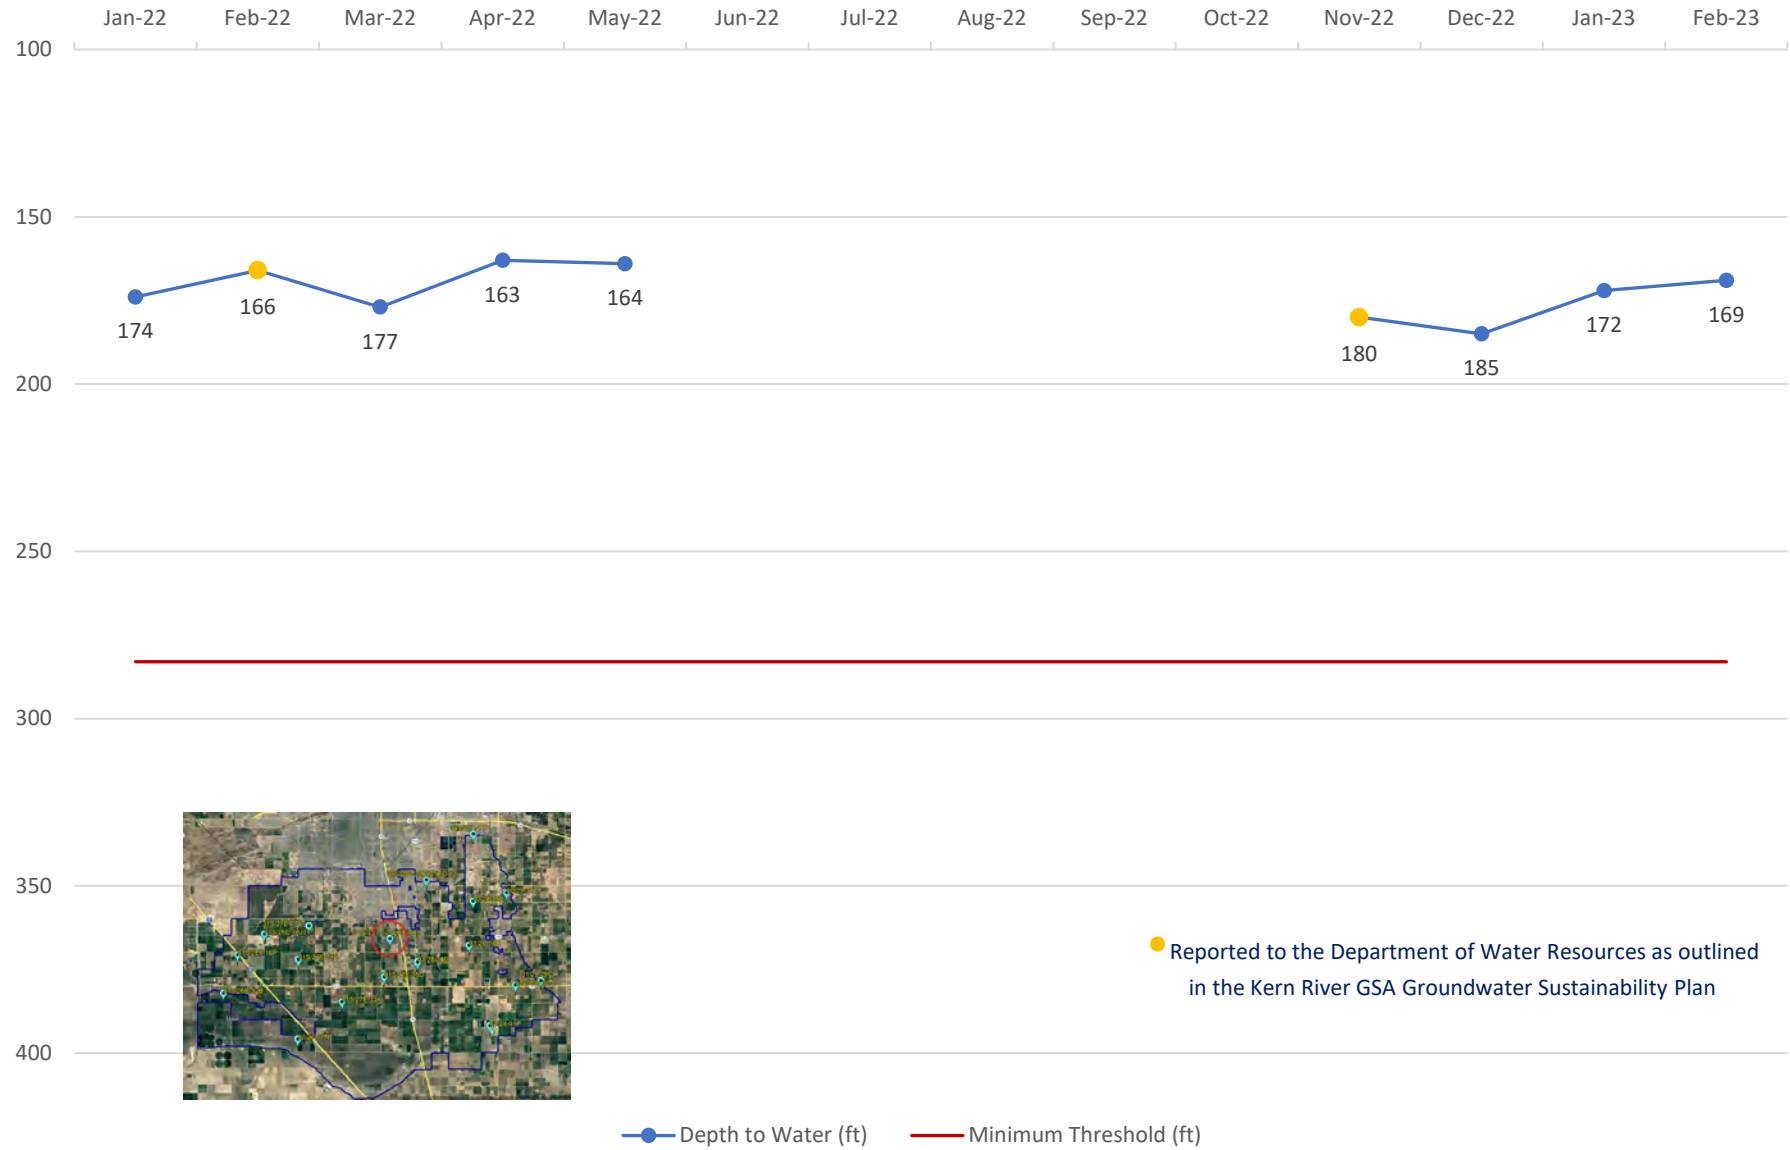 Jan-22 Feb-22 Mar-22 Apr-22 May-22 Jun-22 Jul-22 Aug-22 Sep-22 Oct-22 Nov-22 Dec-22 Jan-23 Feb-23
100
150
174 166 177 163 164 180 185 172 169
200
250
300
350
400
Reported to the Department of Water Resources as outlined
in the Kern River GSA Groundwater Sustainability Plan
Depth to Water (ft) Minimum Threshold (ft)